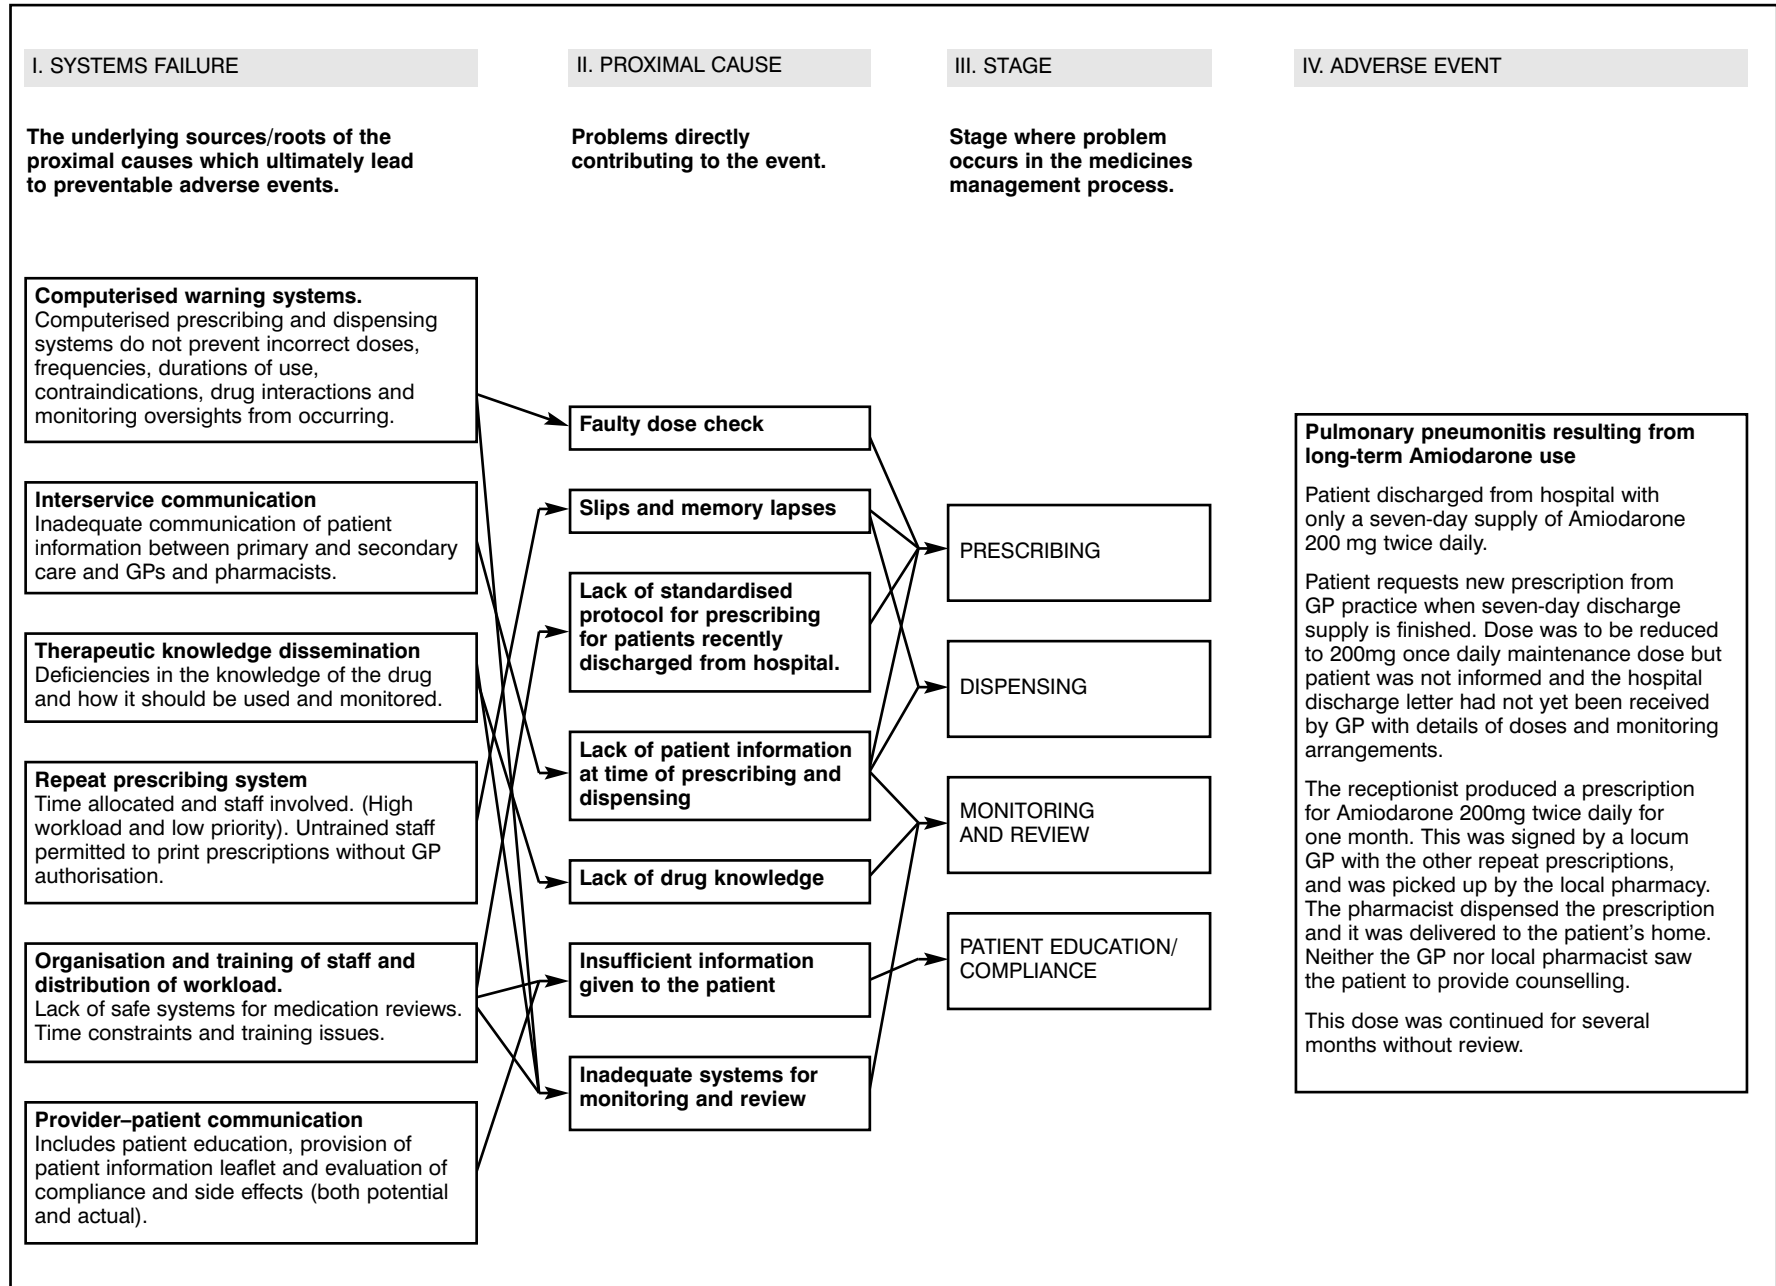 I. SYSTEMS FAILURE
The underlying sources/roots of the
proximal causes which ultimately lead
to preventable adverse events.
Computerised warning systems.
Computerised prescribing and dispensing
systems do not prevent incorrect doses,
frequencies, durations of use,
contraindications, drug interactions and
monitoring oversights from occurring.
Interservice communication
Inadequate communication of patient
information between primary and secondary
care and GPs and pharmacists.
Therapeutic knowledge dissemination
Deficiencies in the knowledge of the drug
and how it should be used and monitored.
Repeat prescribing system
Time allocated and staff involved. (High
workload and low priority). Untrained staff
permitted to print prescriptions without GP
authorisation.
Organisation and training of staff and
distribution of workload.
Lack of safe systems for medication reviews.
Time constraints and training issues.
Provider–patient communication
Includes patient education, provision of
patient information leaflet and evaluation of
compliance and side effects (both potential
and actual).
II. PROXIMAL CAUSE
Problems directly
contributing to the event.
Faulty dose check
Slips and memory lapses
Lack of standardised
protocol for prescribing
for patients recently
discharged from hospital.
Lack of patient information
at time of prescribing and
dispensing
Lack of drug knowledge
Insufficient information
given to the patient
Inadequate systems for
monitoring and review
III. STAGE
Stage where problem
occurs in the medicines
management process.
PRESCRIBING
DISPENSING
MONITORING
AND REVIEW
PATIENT EDUCATION/
COMPLIANCE
IV. ADVERSE EVENT
Pulmonary pneumonitis resulting from
long-term Amiodarone use
Patient discharged from hospital with
only a seven-day supply of Amiodarone
200 mg twice daily.
Patient requests new prescription from
GP practice when seven-day discharge
supply is finished. Dose was to be reduced
to 200mg once daily maintenance dose but
patient was not informed and the hospital
discharge letter had not yet been received
by GP with details of doses and monitoring
arrangements.
The receptionist produced a prescription
for Amiodarone 200mg twice daily for
one month. This was signed by a locum
GP with the other repeat prescriptions,
and was picked up by the local pharmacy.
The pharmacist dispensed the prescription
and it was delivered to the patient's home.
Neither the GP nor local pharmacist saw
the patient to provide counselling.
This dose was continued for several
months without review.